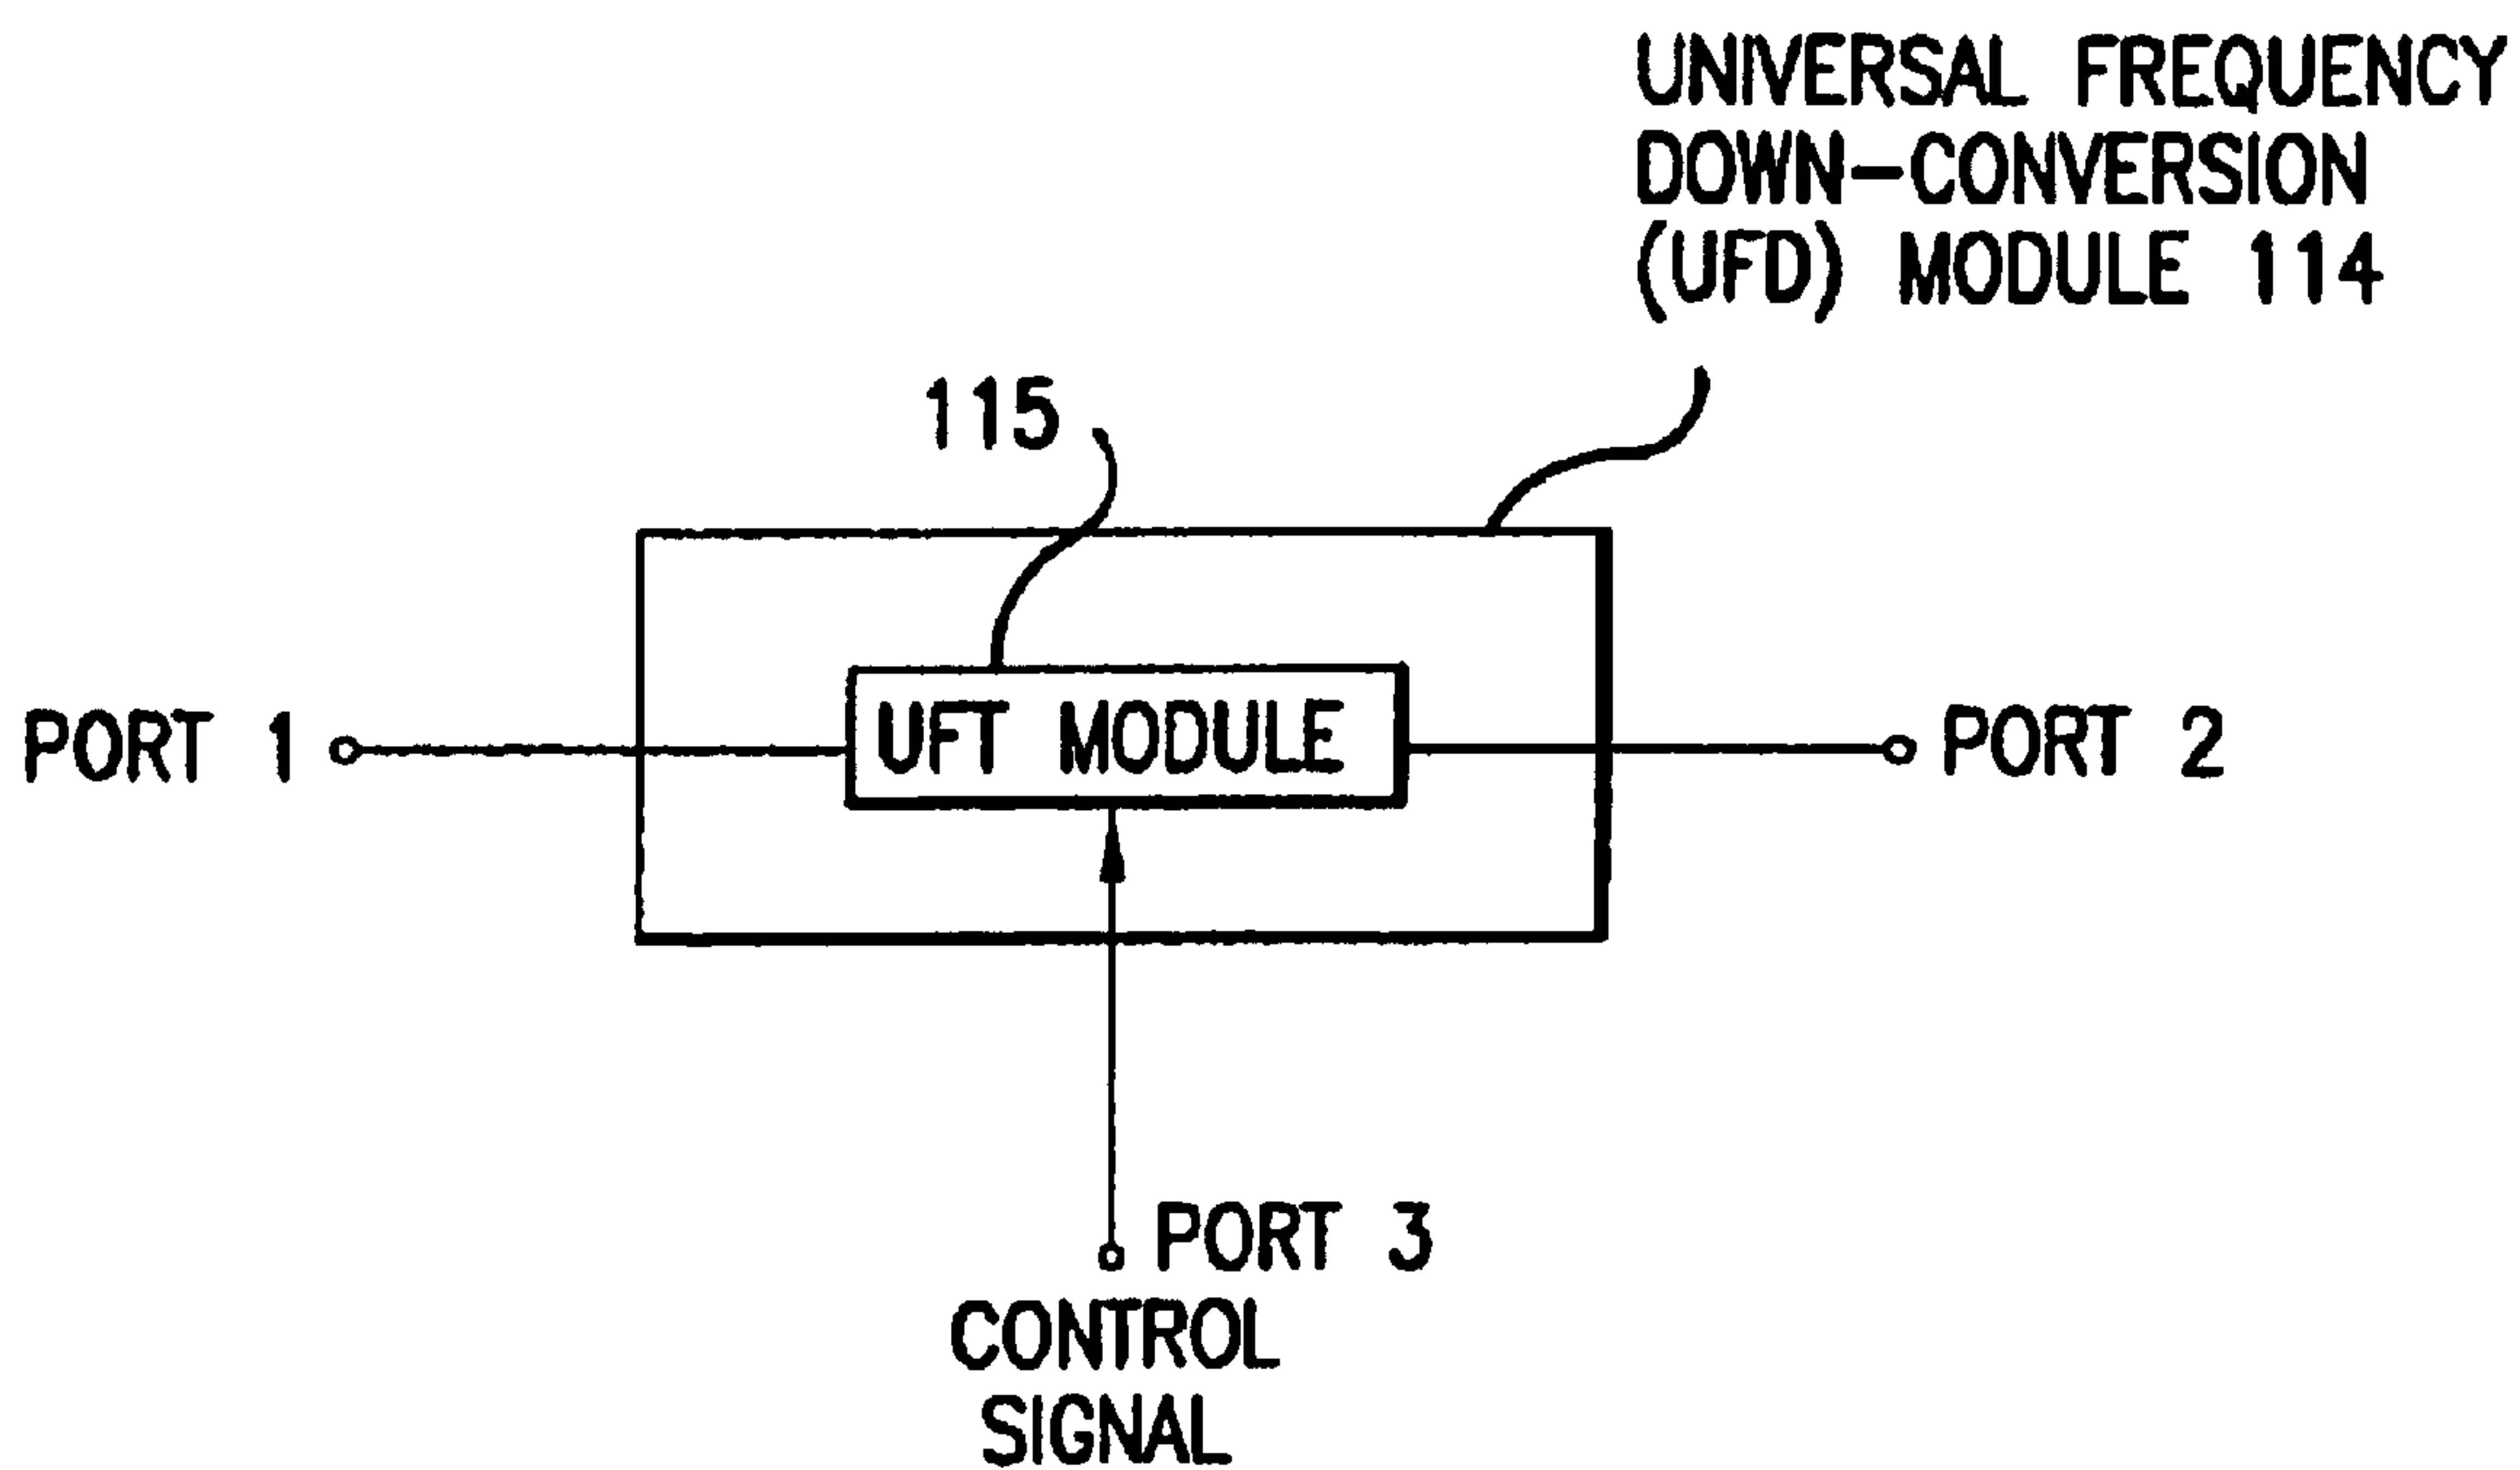 UNIVERSAL FREQUENCY
DOWN-CONVERSION
(UFD) MODULE 114
115
PORT 1
UFT MODULE
PORT 2
PORT 3
CONTROL
SIGNAL